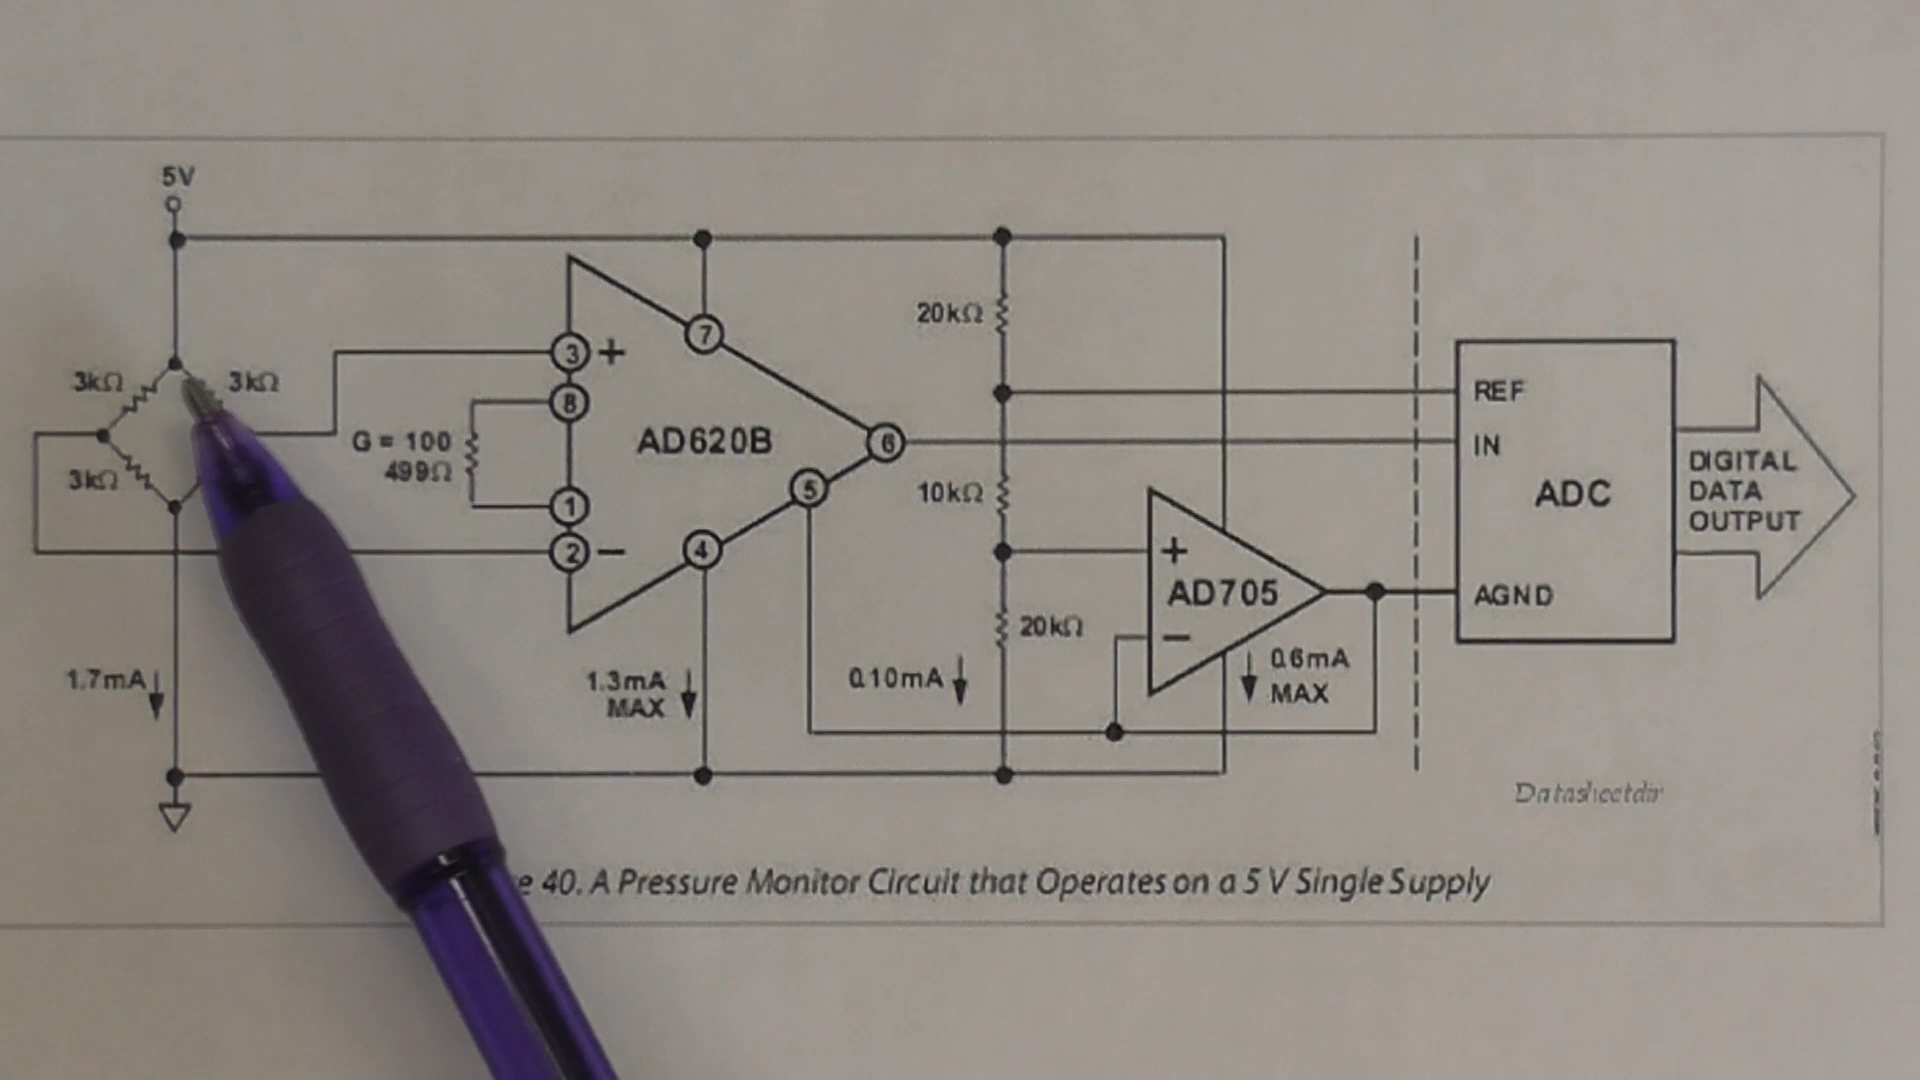 5V
3kΩ
3kΩ
3kΩ
G = 100
499Ω
3
+
8
1
2
−
7
AD620B
6
5
4
20kΩ
10kΩ
20kΩ
+
AD705
−
REF
IN
ADC
AGND
DIGITAL
DATA
OUTPUT
1.7mA
1.3mA
MAX
0.10mA
0.6mA
MAX
Datasheetdir
e 40. A Pressure Monitor Circuit that Operates on a 5 V Single Supply